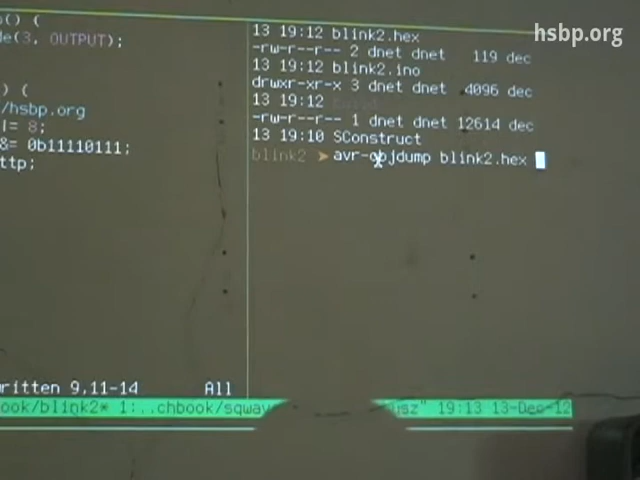 () {
de(3, OUTPUT);
) {
/hsbp.org
|= 8;
&= 0b11110111;
ttp;
ritten 9,11-14 All
13 19:12 blink2.hex
-rw-r--r-- 2 dnet dnet 119 dec
13 19:12 blink2.ino
drwxr-xr-x 3 dnet dnet 4096 dec
13 19:12
-rw-r--r-- 1 dnet dnet 12614 dec
13 19:10 SConstruct
blink2 > avr-objdump blink2.hex
ook/blink2* 1:..chbook/sqwav
usz" 19:13 13-Dec-12
hsbp.org